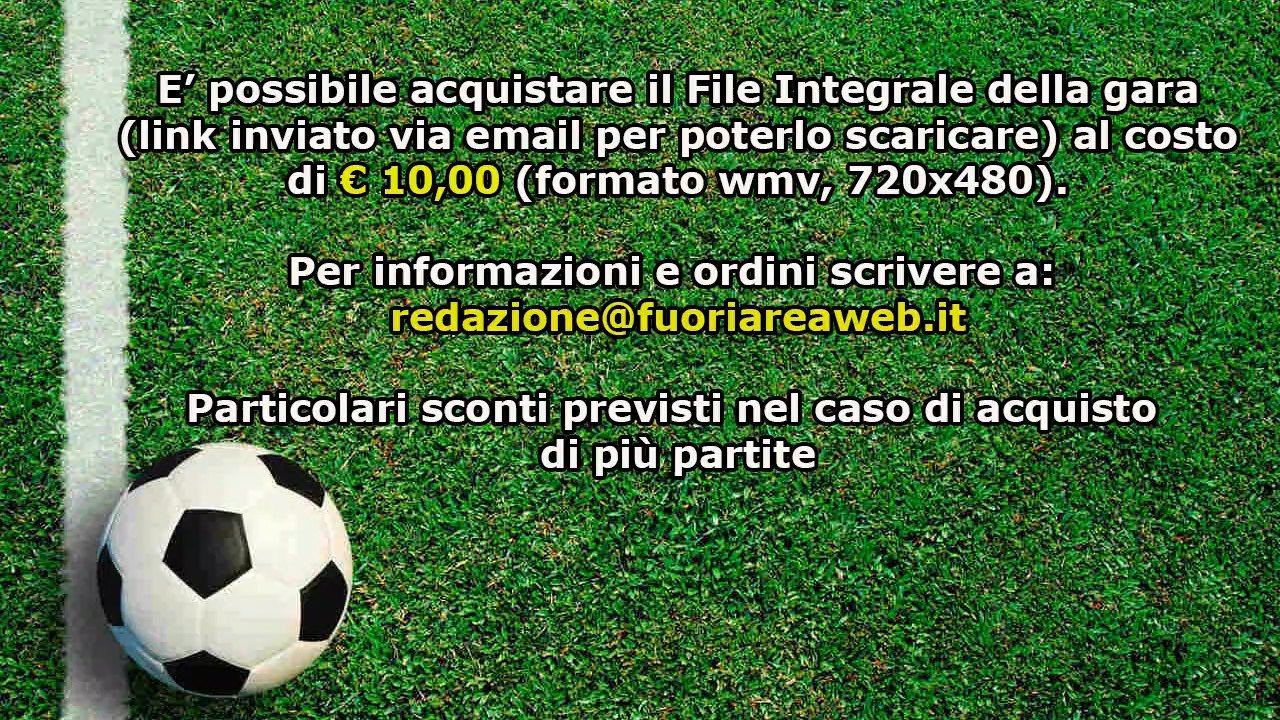 E’ possibile acquistare il File Integrale della gara
(link inviato via email per poterlo scaricare) al costo
di € 10,00 (formato wmv, 720x480).
Per informazioni e ordini scrivere a:
redazione@fuoriareaweb.it
Particolari sconti previsti nel caso di acquisto
di più partite